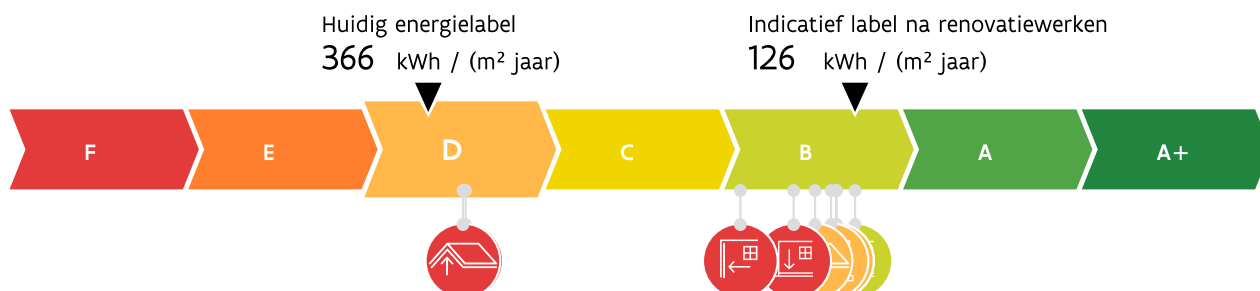 Huidig energielabel
366 kWh / (m² jaar)
Indicatief label na renovatiewerken
126 kWh / (m² jaar)
F
E
D
C
B
A
A+